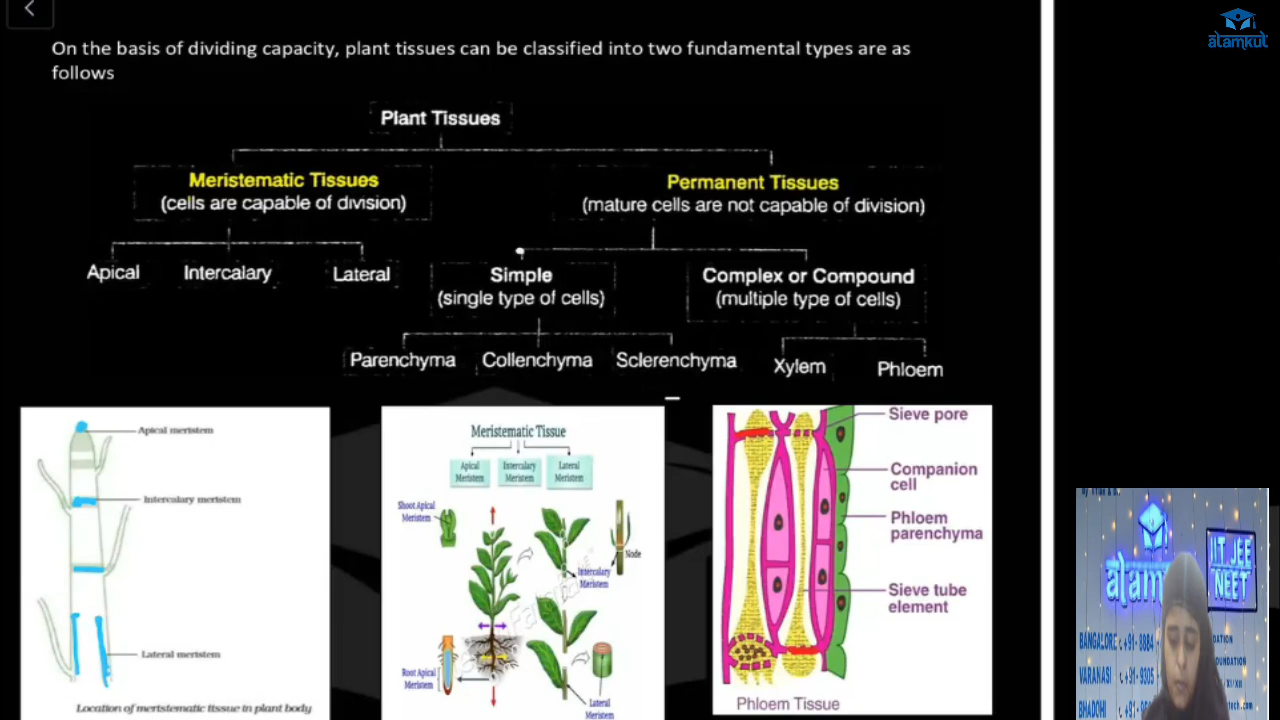 On the basis of dividing capacity, plant tissues can be classified into two fundamental types are as
follows
alamkut
Plant Tissues
Meristematic Tissues
(cells are capable of division)
Permanent Tissues
(mature cells are not capable of division)
Apical
Intercalary
Lateral
Simple
(single type of cells)
Complex or Compound
(multiple type of cells)
Parenchyma
Collenchyma
Sclerenchyma
Xylem
Phloem
Apical meristem
Intercalary meristem
Lateral meristem
Location of meristematic tissue in plant body
Meristematic Tissue
Apical
Meristem
Intercalary
Meristem
Lateral
Meristem
Shoot Apical
Meristem
Node
Intercalary
Meristem
Root Apical
Meristem
Lateral
Meristem
Sieve pore
Companion
cell
Phloem
parenchyma
Sieve tube
element
Phloem Tissue
IIT JEE
NEET
BANGALORE +91- 8884
VARANASI +91- 9305
BHADOHI